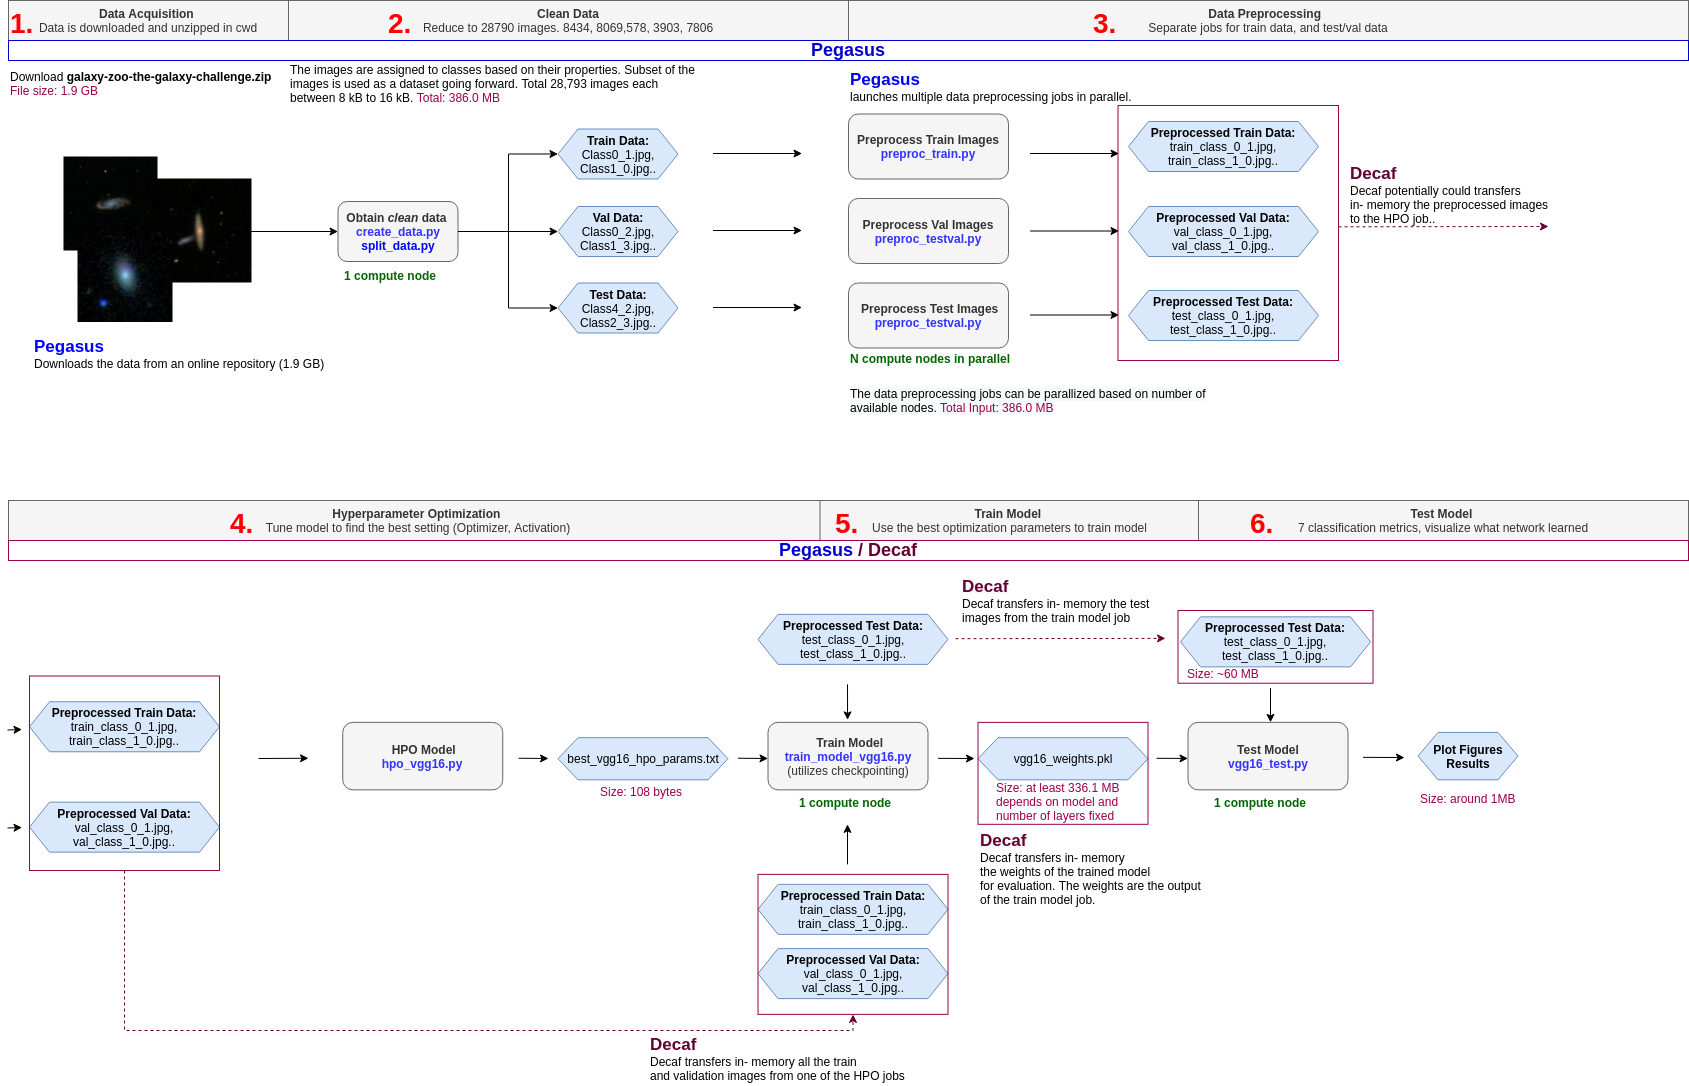 1.
Data Acquisition
Data is downloaded and unzipped in cwd
2.
Clean Data
Reduce to 28790 images. 8434, 8069,578, 3903, 7806
3.
Data Preprocessing
Separate jobs for train data, and test/val data
Pegasus
Download galaxy-zoo-the-galaxy-challenge.zip
File size: 1.9 GB
The images are assigned to classes based on their properties. Subset of the
images is used as a dataset going forward. Total 28,793 images each
between 8 kB to 16 kB. Total: 386.0 MB
Pegasus
launches multiple data preprocessing jobs in parallel.
Obtain clean data
create_data.py
split_data.py
1 compute node
Train Data:
Class0_1.jpg,
Class1_0.jpg..
Val Data:
Class0_2.jpg,
Class1_3.jpg..
Test Data:
Class4_2.jpg,
Class2_3.jpg..
Preprocess Train Images
preproc_train.py
Preprocess Val Images
preproc_testval.py
Preprocess Test Images
preproc_testval.py
N compute nodes in parallel
Preprocessed Train Data:
train_class_0_1.jpg,
train_class_1_0.jpg..
Preprocessed Val Data:
val_class_0_1.jpg,
val_class_1_0.jpg..
Preprocessed Test Data:
test_class_0_1.jpg,
test_class_1_0.jpg..
Decaf
Decaf potentially could transfers
in- memory the preprocessed images
to the HPO job..
Pegasus
Downloads the data from an online repository (1.9 GB)
The data preprocessing jobs can be parallized based on number of
available nodes. Total Input: 386.0 MB
4.
Hyperparameter Optimization
Tune model to find the best setting (Optimizer, Activation)
5.
Train Model
Use the best optimization parameters to train model
6.
Test Model
7 classification metrics, visualize what network learned
Pegasus / Decaf
Preprocessed Train Data:
train_class_0_1.jpg,
train_class_1_0.jpg..
Preprocessed Val Data:
val_class_0_1.jpg,
val_class_1_0.jpg..
HPO Model
hpo_vgg16.py
best_vgg16_hpo_params.txt
Size: 108 bytes
Preprocessed Test Data:
test_class_0_1.jpg,
test_class_1_0.jpg..
Decaf
Decaf transfers in- memory the test
images from the train model job
Preprocessed Test Data:
test_class_0_1.jpg,
test_class_1_0.jpg..
Size: ~60 MB
Train Model
train_model_vgg16.py
(utilizes checkpointing)
1 compute node
vgg16_weights.pkl
Size: at least 336.1 MB
depends on model and
number of layers fixed
Decaf
Decaf transfers in- memory
the weights of the trained model
for evaluation. The weights are the output
of the train model job.
Test Model
vgg16_test.py
1 compute node
Plot Figures
Results
Size: around 1MB
Preprocessed Train Data:
train_class_0_1.jpg,
train_class_1_0.jpg..
Preprocessed Val Data:
val_class_0_1.jpg,
val_class_1_0.jpg..
Decaf
Decaf transfers in- memory all the train
and validation images from one of the HPO jobs